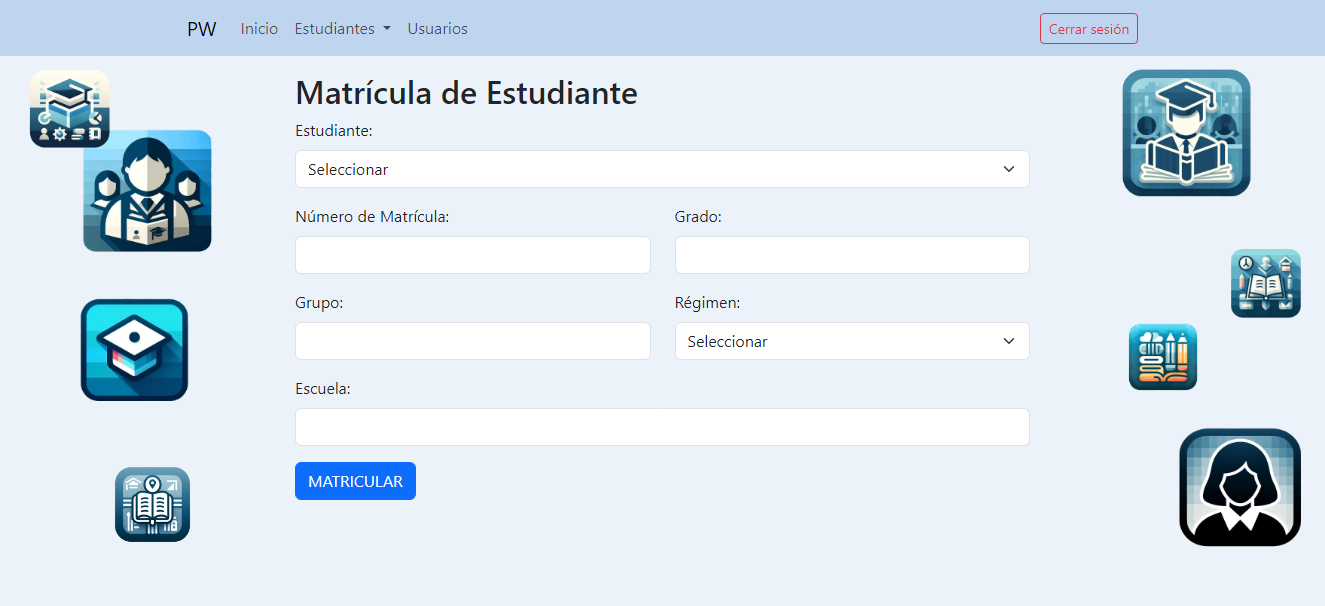 PW Inicio Estudiantes Usuarios Cerrar sesión
Matrícula de Estudiante
Estudiante:
Seleccionar
Número de Matrícula: Grado:
Grupo: Régimen:
Seleccionar
Escuela:
MATRICULAR